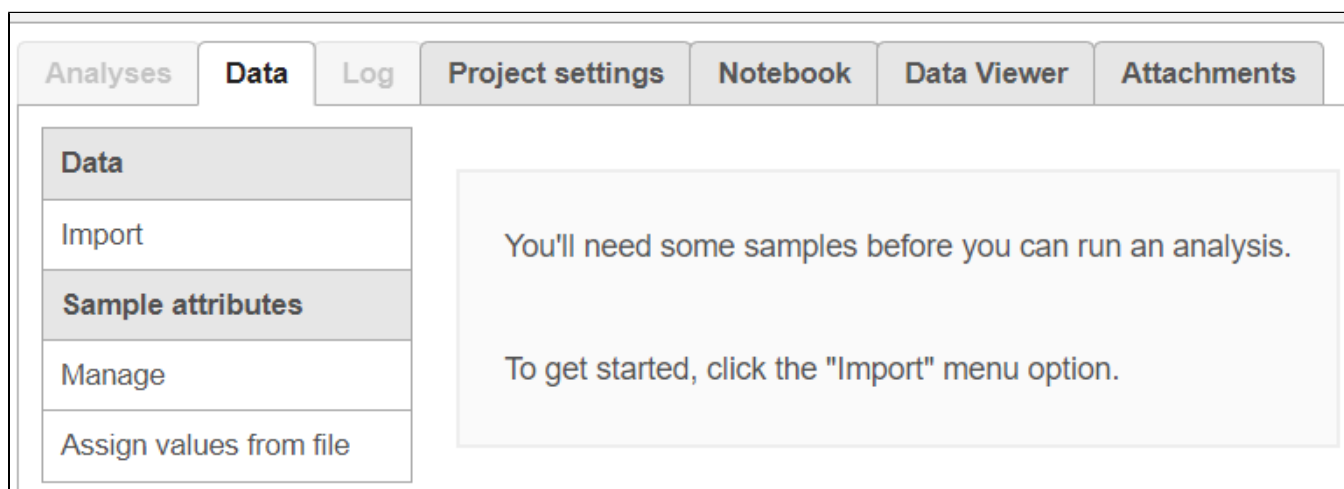 Analyses Data Log Project settings Notebook Data Viewer Attachments
Data
Import
Sample attributes
Manage
Assign values from file
You'll need some samples before you can run an analysis.
To get started, click the "Import" menu option.